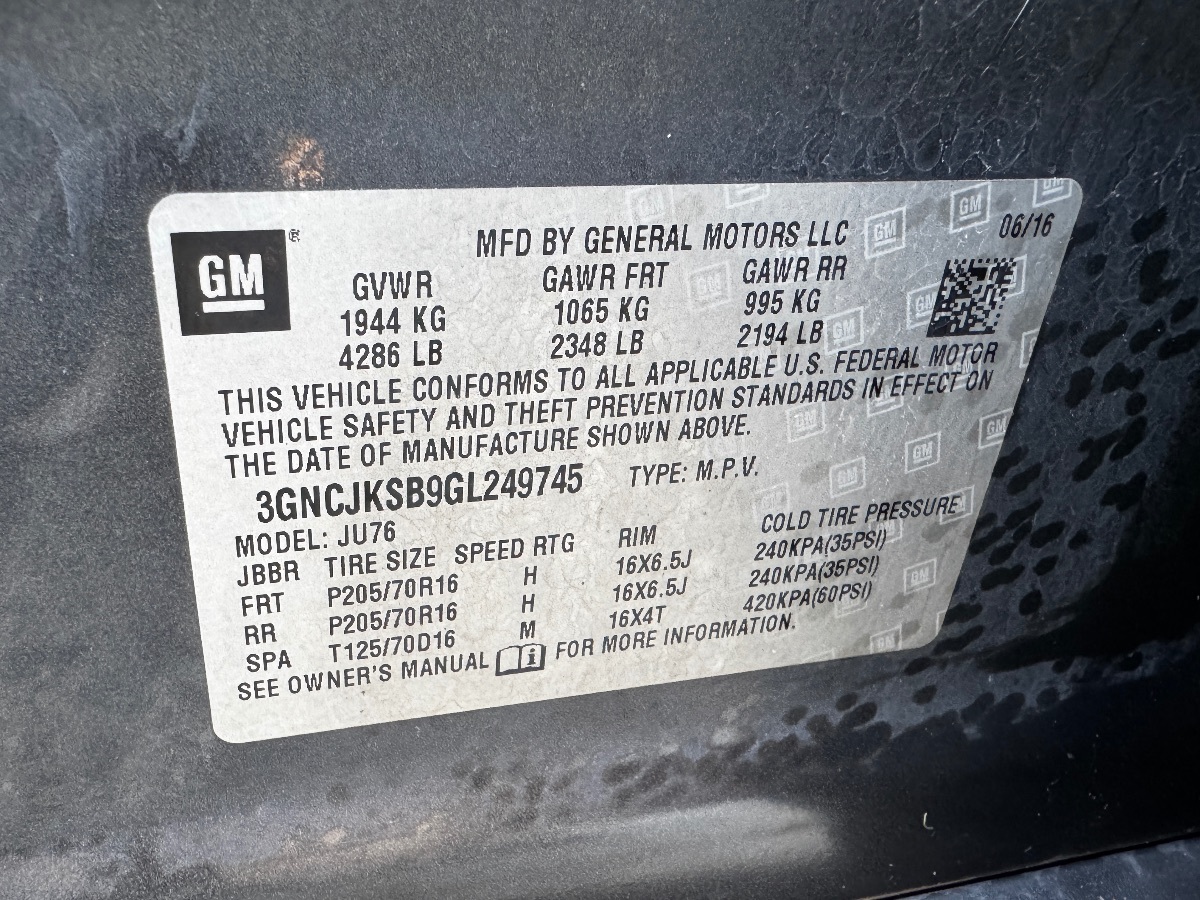 GM ®
MFD BY GENERAL MOTORS LLC 06/16
GVWR GAWR FRT GAWR RR
1944 KG 1065 KG 995 KG
4286 LB 2348 LB 2194 LB
THIS VEHICLE CONFORMS TO ALL APPLICABLE U.S. FEDERAL MOTOR
VEHICLE SAFETY AND THEFT PREVENTION STANDARDS IN EFFECT ON
THE DATE OF MANUFACTURE SHOWN ABOVE.
3GNCJKSB9GL249745 TYPE: M.P.V.
MODEL: JU76
JBBR TIRE SIZE SPEED RTG RIM COLD TIRE PRESSURE
FRT P205/70R16 H 16X6.5J 240KPA(35PSI)
RR P205/70R16 H 16X6.5J 240KPA(35PSI)
SPA T125/70D16 M 16X4T 420KPA(60PSI)
SEE OWNER'S MANUAL i FOR MORE INFORMATION.